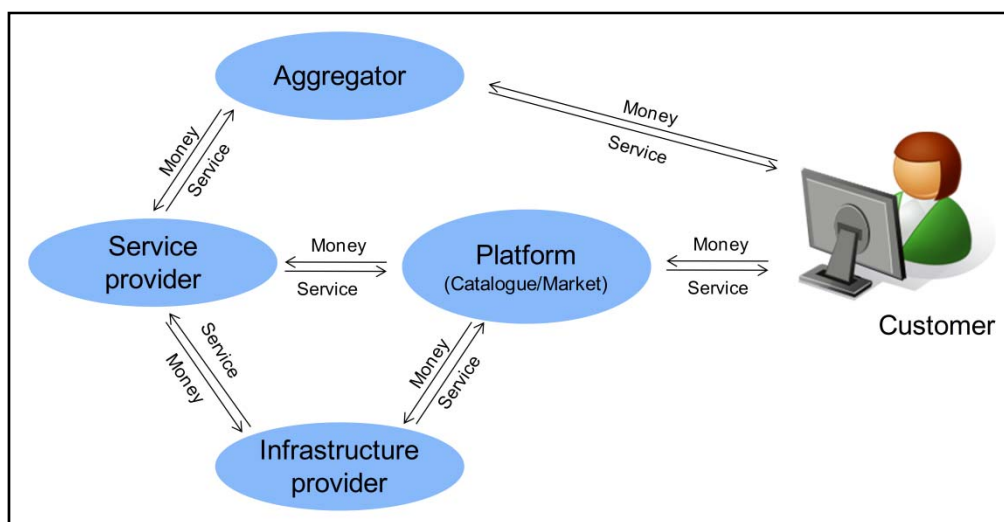 Aggregator
Money
Service
Money
Service
Service
provider
Money
Service
Platform
(Catalogue/Market)
Money
Service
Customer
Service
Money
Money
Service
Infrastructure
provider